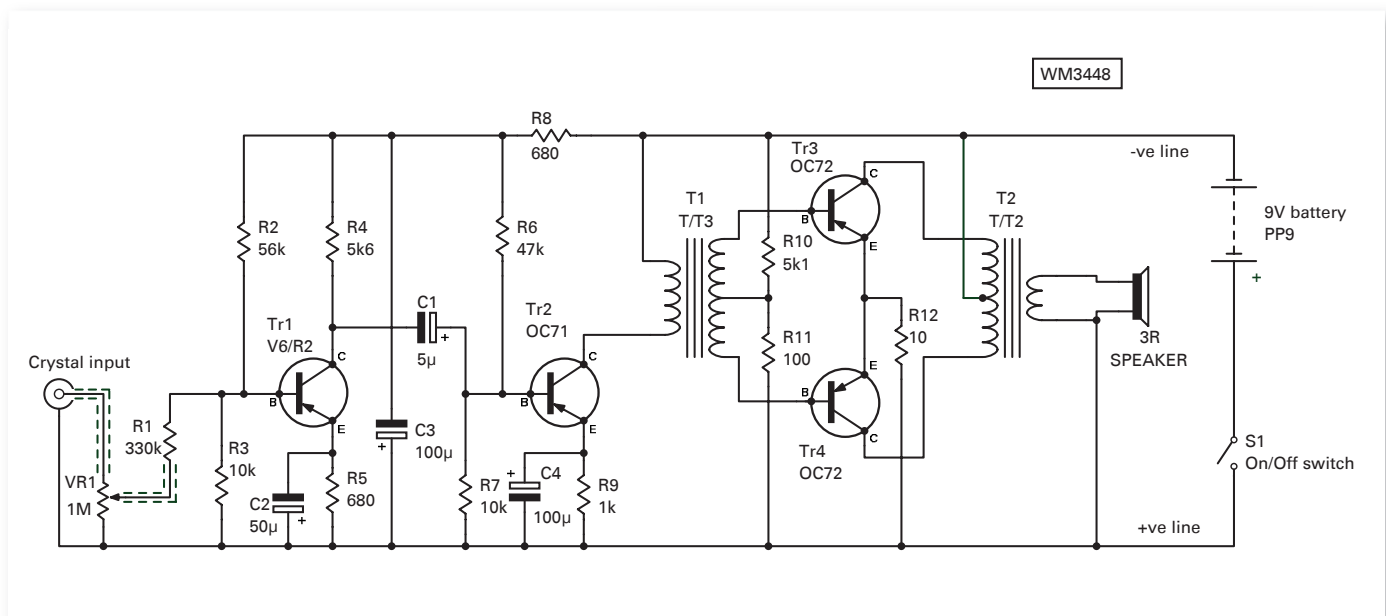 WM3448
R8
680
-ve line
Tr3
OC72
C
B
E
T1
T/T3
T2
T/T2
9V battery
PP9
+
R2
56k
R4
5k6
R6
47k
R10
5k1
C1
+
5µ
Tr1
V6/R2
C
B
E
Tr2
OC71
C
B
E
R11
100
R12
10
3R
SPEAKER
Crystal input
R1
330k
VR1
1M
R3
10k
C2
50µ
+
R5
680
C3
100µ
+
R7
10k
+
C4
100µ
R9
1k
E
B
C
Tr4
OC72
S1
On/Off switch
+ve line